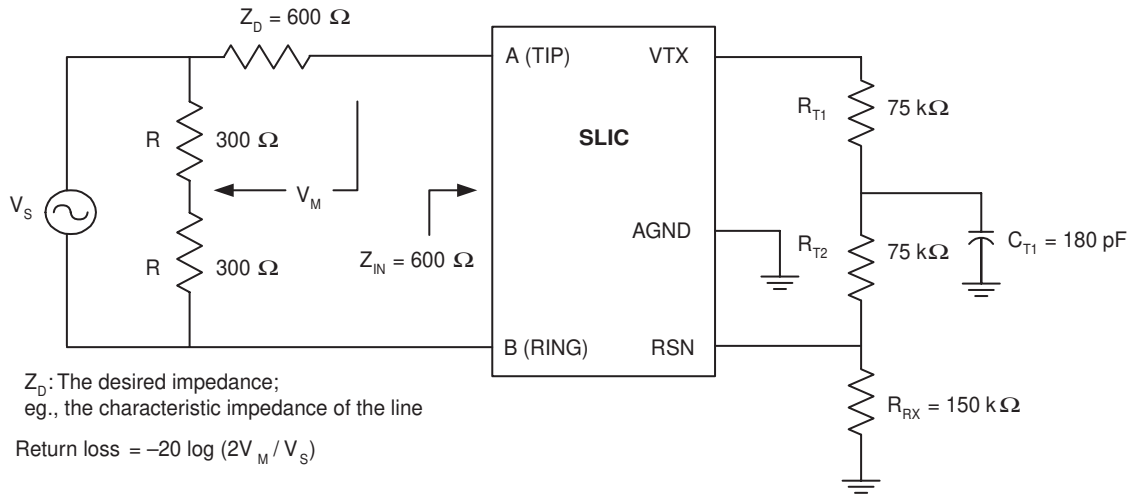 Z_D = 600 Ω
A (TIP)
VTX
R_T1
75 kΩ
SLIC
R
300 Ω
V_M
V_S
R
300 Ω
Z_IN = 600 Ω
AGND
R_T2
75 kΩ
C_T1 = 180 pF
B (RING)
RSN
Z_D: The desired impedance;
eg., the characteristic impedance of the line
R_RX = 150 kΩ
Return loss = –20 log (2V_M / V_S)